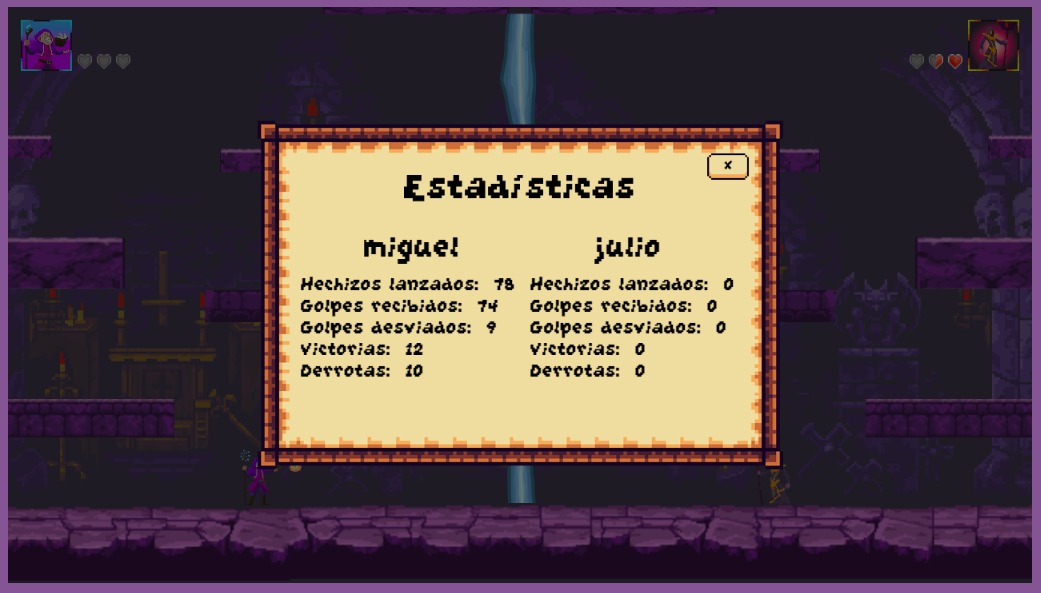 x
Estadísticas
miguel
Hechizos lanzados: 78
Golpes recibidos: 74
Golpes desviados: 9
Victorias: 12
Derrotas: 10
julio
Hechizos lanzados: 0
Golpes recibidos: 0
Golpes desviados: 0
Victorias: 0
Derrotas: 0